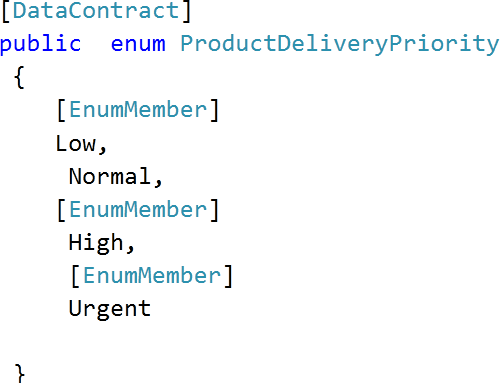 [DataContract]
public  enum ProductDeliveryPriority
 {
    [EnumMember]
    Low,
     Normal,
    [EnumMember]
     High,
     [EnumMember]
     Urgent
 }